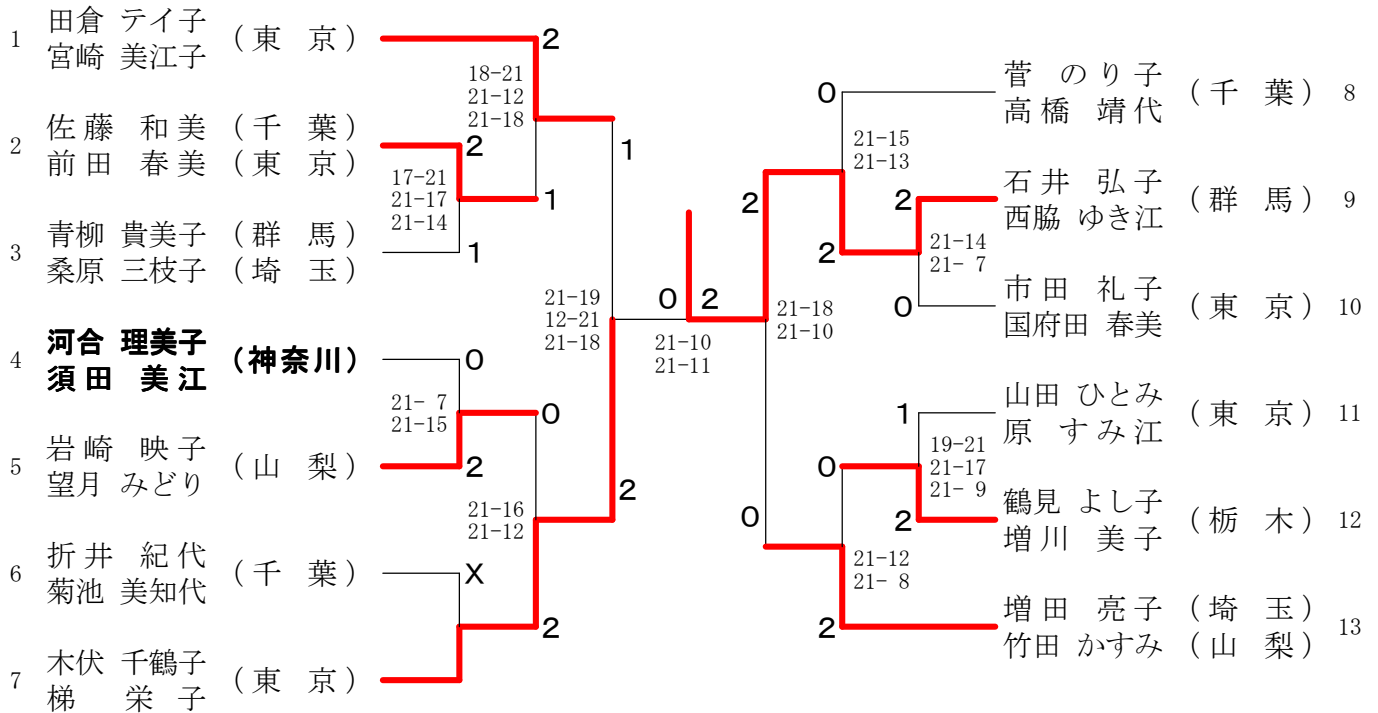 1 田倉 テイ子 (東 京) 2
宮崎 美江子
18-21
21-12
21-18
2 佐藤 和美 (千 葉) 2
前田 春美 (東 京)
17-21
21-17
21-14
1
1
3 青柳 貴美子 (群 馬) 1
桑原 三枝子 (埼 玉)
21-19
12-21
21-18
4 河合 理美子 (神奈川) 0
須田 美江
21- 7
21-15
0
5 岩崎 映子 (山 梨) 2
望月 みどり
2
21-16
21-12
6 折井 紀代 (千 葉) X
菊池 美知代
2
7 木伏 千鶴子 (東 京)
梯 栄子
0 2
21-10
21-11
0 菅 のり子 (千 葉) 8
高橋 靖代
21-15
21-13
2
2 石井 弘子 (群 馬) 9
西脇 ゆき江
2
21-14
21- 7
0 市田 礼子 (東 京) 10
国府田 春美
21-18
21-10
1 山田 ひとみ (東 京) 11
原 すみ江
19-21
21-17
21- 9
0
2 鶴見 よし子 (栃 木) 12
増川 美子
0
21-12
21- 8
2 増田 亮子 (埼 玉) 13
竹田 かすみ (山 梨)